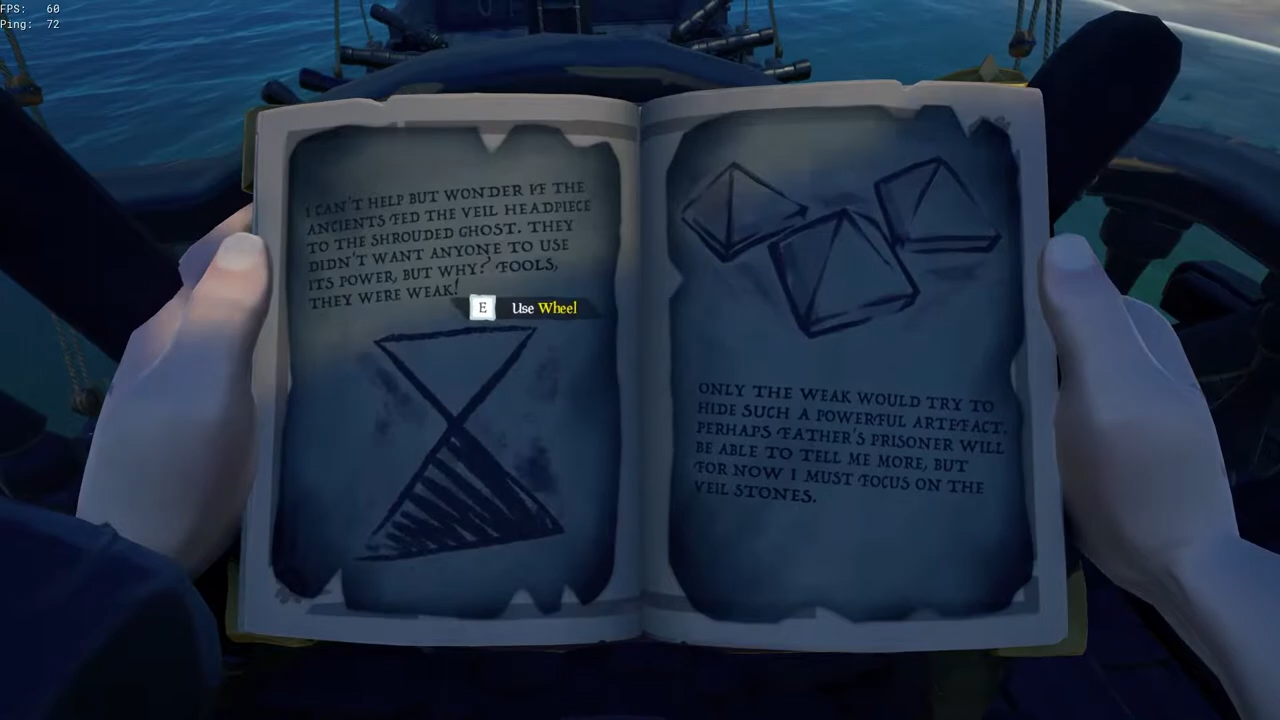 FPS: 60
Ping: 72
I CAN'T HELP BUT WONDER IF THE
ANCIENTS FED THE VEIL HEADPIECE
TO THE SHROUDED GHOST. THEY
DIDN'T WANT ANYONE TO USE
ITS POWER, BUT WHY? FOOLS,
THEY WERE WEAK!
E Use Wheel
ONLY THE WEAK WOULD TRY TO
HIDE SUCH A POWERFUL ARTEFACT.
PERHAPS FATHER'S PRISONER WILL
BE ABLE TO TELL ME MORE, BUT
FOR NOW I MUST FOCUS ON THE
VEIL STONES.